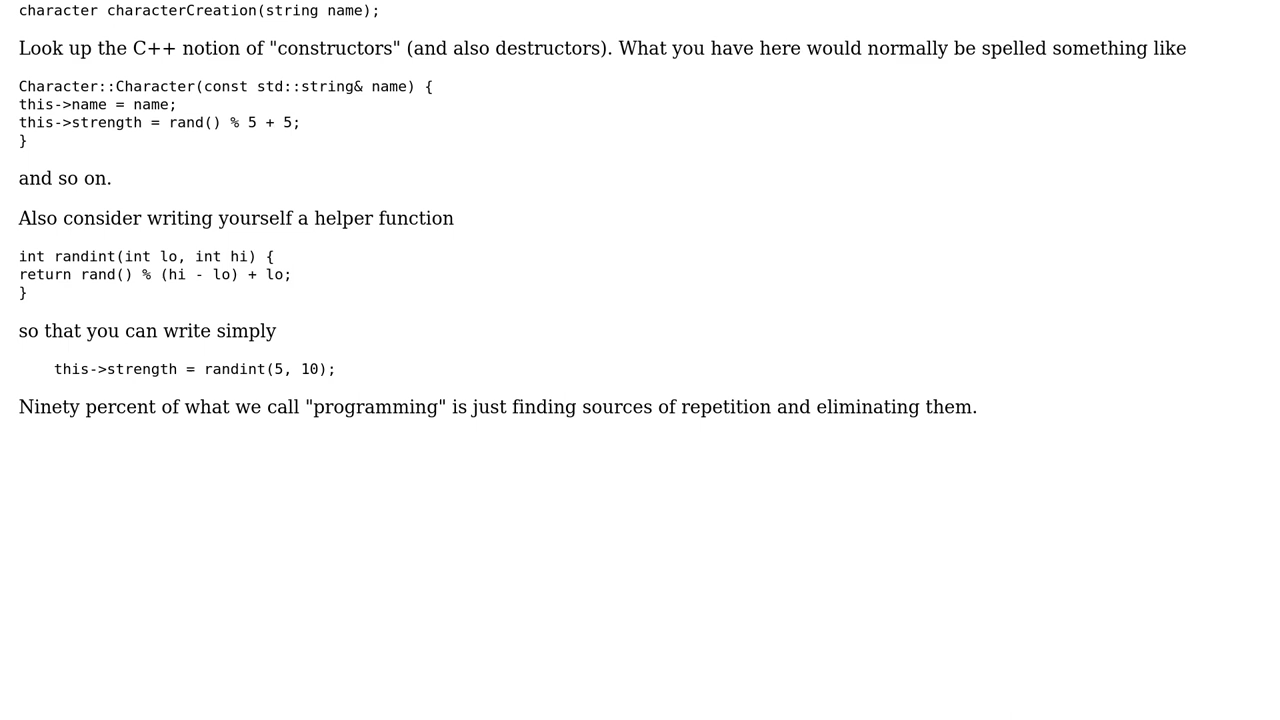 character characterCreation(string name);
Look up the C++ notion of "constructors" (and also destructors). What you have here would normally be spelled something like
Character::Character(const std::string& name) {
this->name = name;
this->strength = rand() % 5 + 5;
}
and so on.
Also consider writing yourself a helper function
int randint(int lo, int hi) {
return rand() % (hi - lo) + lo;
}
so that you can write simply
    this->strength = randint(5, 10);
Ninety percent of what we call "programming" is just finding sources of repetition and eliminating them.